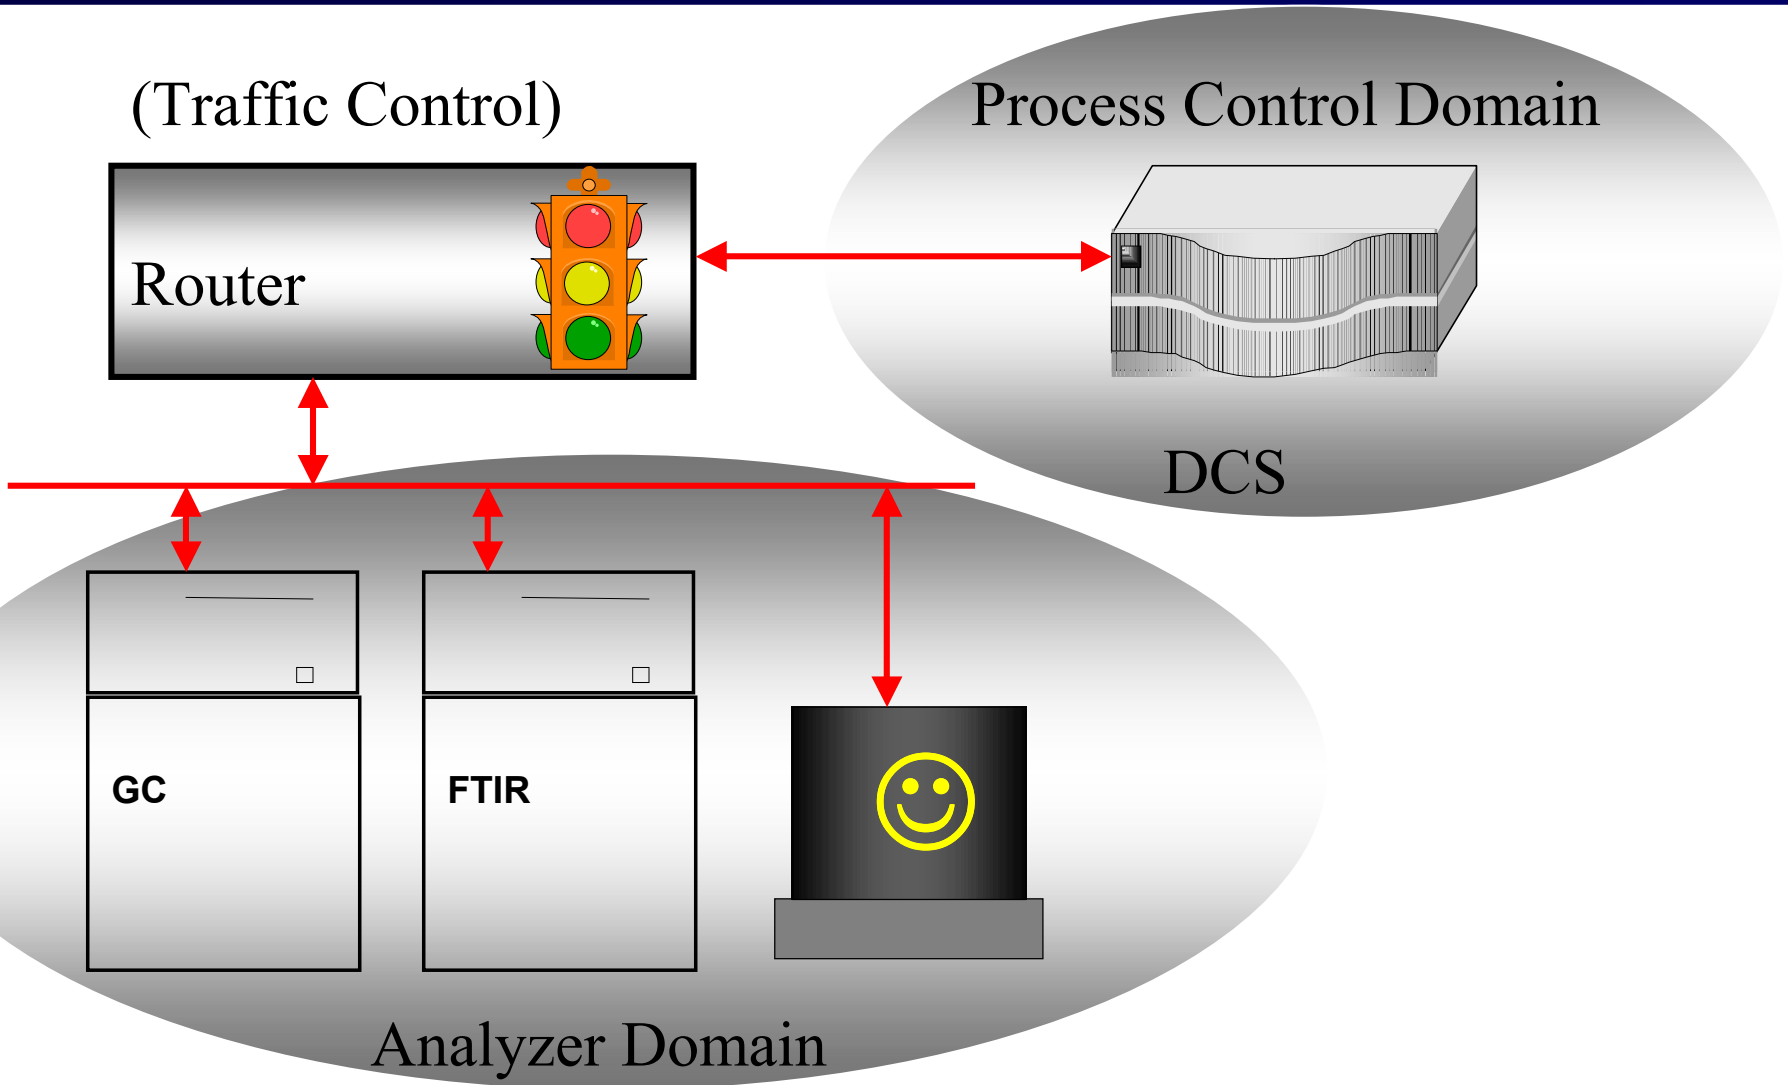 (Traffic Control)
Process Control Domain
Router
DCS
GC
FTIR
Analyzer Domain